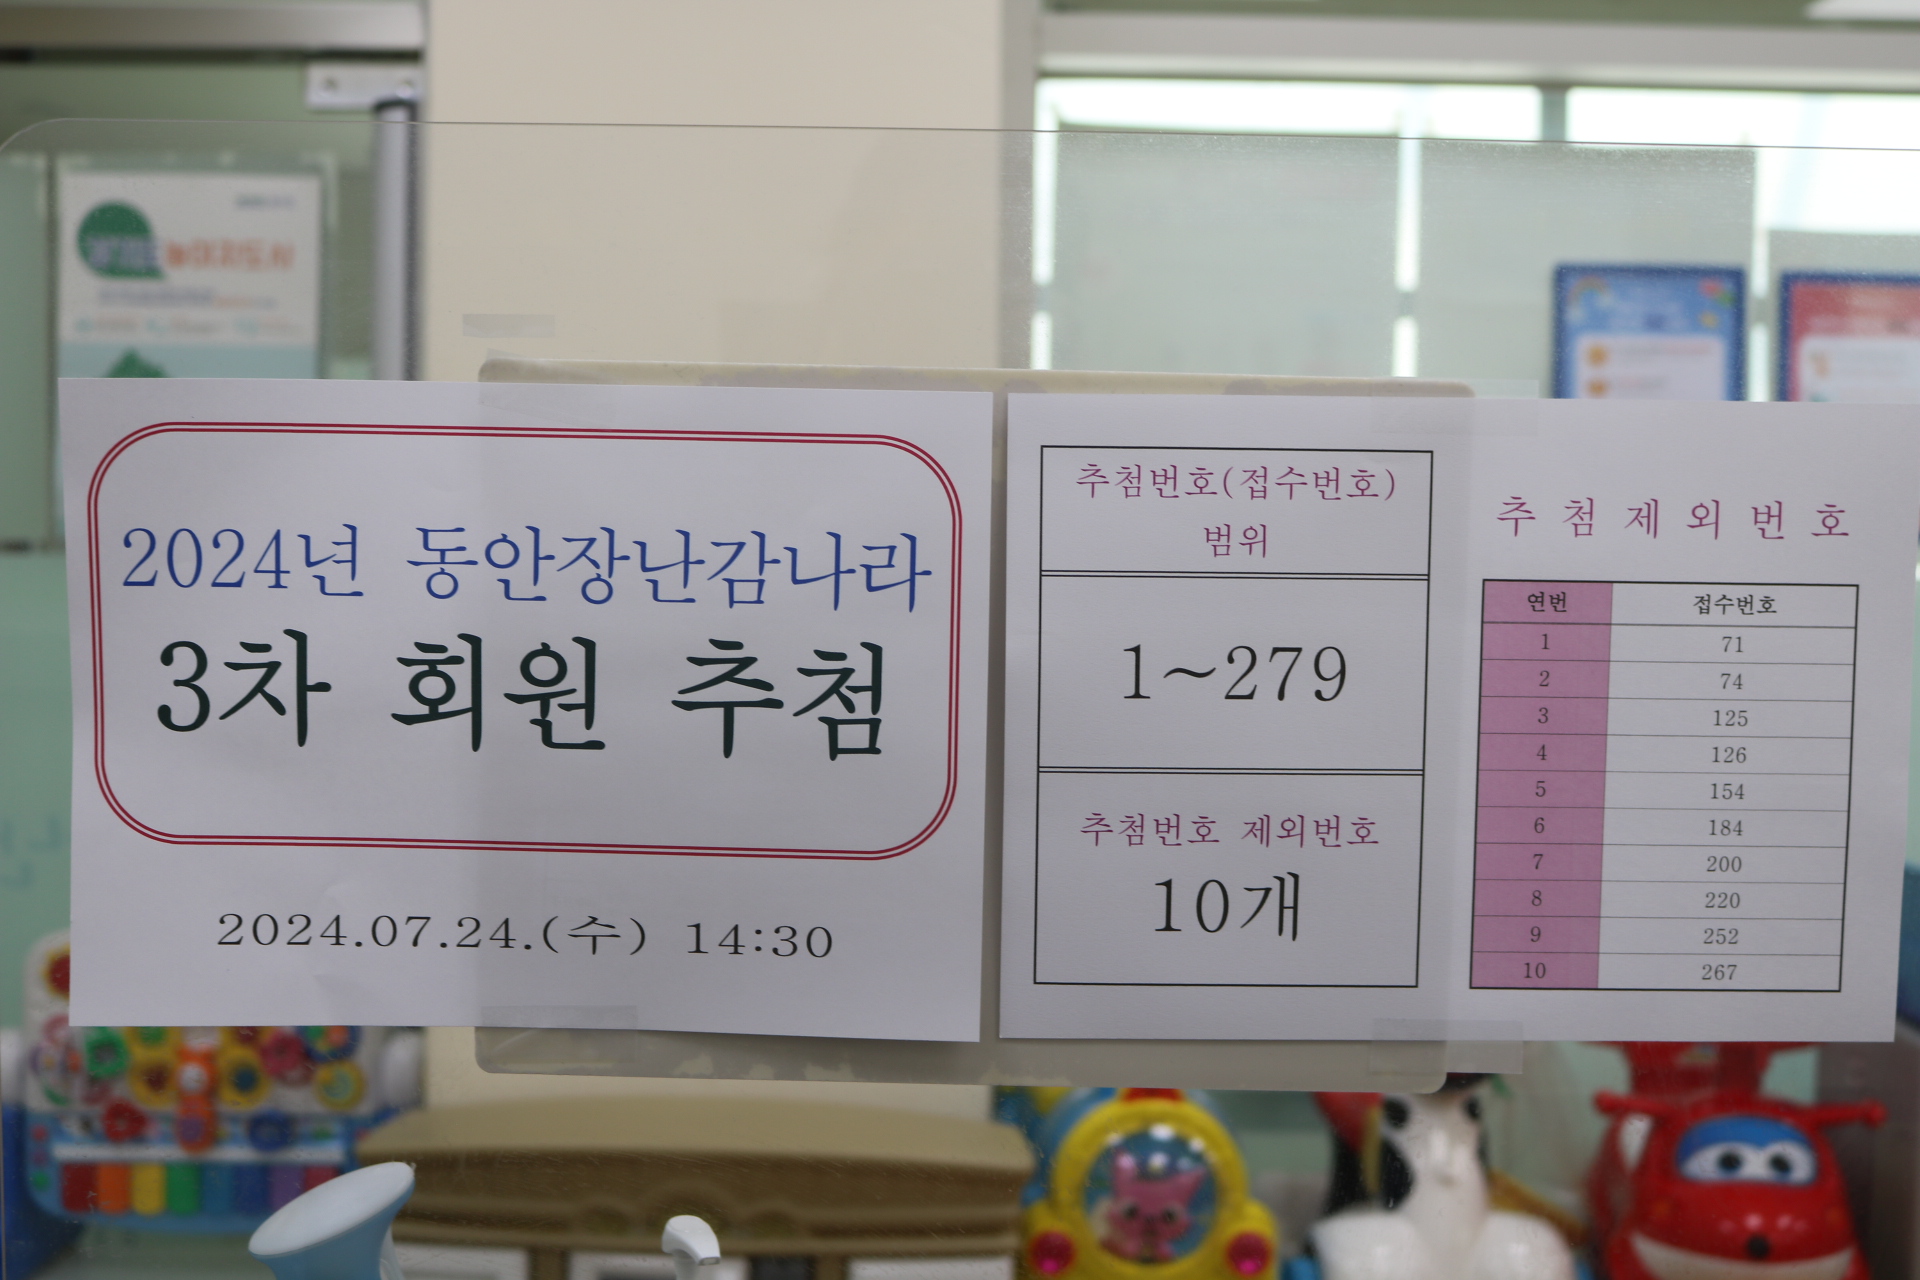 2024년 동안장난감나라
3차 회원 추첨
2024.07.24.(수) 14:30
추첨번호(접수번호)
범위
1~279
추첨번호 제외번호
10개
추첨제외번호
연번 접수번호
1 71
2 74
3 125
4 126
5 154
6 184
7 200
8 220
9 252
10 267